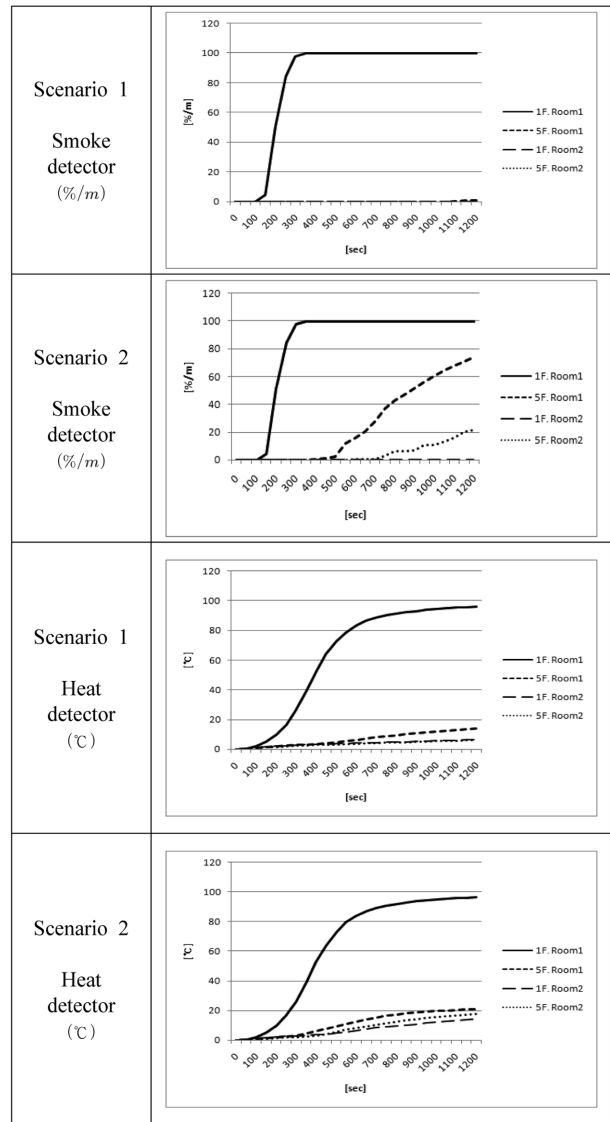 Scenario 1
Smoke
detector
(%/m)
[%/m]
120
100
80
60
40
20
0
0 100 200 300 400 500 600 700 800 900 1000 1100 1200
[sec]
1F. Room1
5F. Room1
1F. Room2
5F. Room2
Scenario 2
Smoke
detector
(%/m)
[%/m]
120
100
80
60
40
20
0
0 100 200 300 400 500 600 700 800 900 1000 1100 1200
[sec]
1F. Room1
5F. Room1
1F. Room2
5F. Room2
Scenario 1
Heat
detector
(℃)
[℃]
120
100
80
60
40
20
0
0 100 200 300 400 500 600 700 800 900 1000 1100 1200
[sec]
1F. Room1
5F. Room1
1F. Room2
5F. Room2
Scenario 2
Heat
detector
(℃)
[℃]
120
100
80
60
40
20
0
0 100 200 300 400 500 600 700 800 900 1000 1100 1200
[sec]
1F. Room1
5F. Room1
1F. Room2
5F. Room2